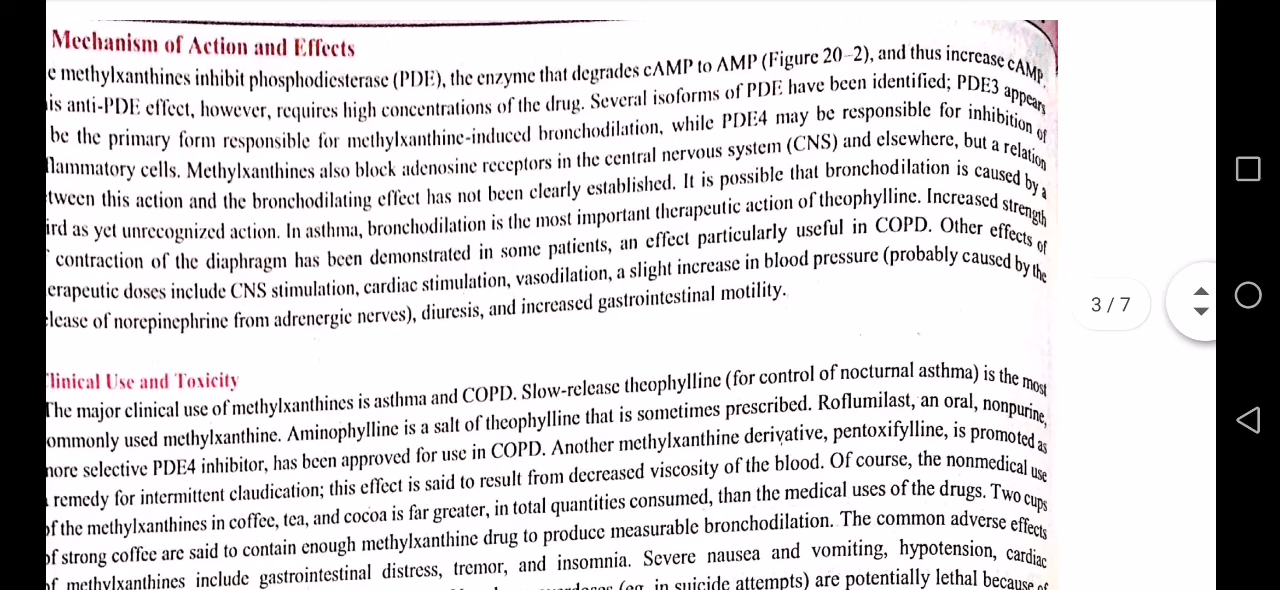 Mechanism of Action and Effects
e methylxanthines inhibit phosphodiesterase (PDE), the enzyme that degrades cAMP to AMP (Figure 20–2), and thus increase cAMP.
is anti-PDE effect, however, requires high concentrations of the drug. Several isoforms of PDE have been identified; PDE3 appears
be the primary form responsible for methylxanthine-induced bronchodilation, while PDE4 may be responsible for inhibition of
flammatory cells. Methylxanthines also block adenosine receptors in the central nervous system (CNS) and elsewhere, but a relation
tween this action and the bronchodilating effect has not been clearly established. It is possible that bronchodilation is caused by a
ird as yet unrecognized action. In asthma, bronchodilation is the most important therapeutic action of theophylline. Increased strength
contraction of the diaphragm has been demonstrated in some patients, an effect particularly useful in COPD. Other effects of
erapeutic doses include CNS stimulation, cardiac stimulation, vasodilation, a slight increase in blood pressure (probably caused by the
lease of norepinephrine from adrenergic nerves), diuresis, and increased gastrointestinal motility.
linical Use and Toxicity
The major clinical use of methylxanthines is asthma and COPD. Slow-release theophylline (for control of nocturnal asthma) is the most
ommonly used methylxanthine. Aminophylline is a salt of theophylline that is sometimes prescribed. Roflumilast, an oral, nonpurine,
more selective PDE4 inhibitor, has been approved for use in COPD. Another methylxanthine derivative, pentoxifylline, is promoted as
a remedy for intermittent claudication; this effect is said to result from decreased viscosity of the blood. Of course, the nonmedical use
of the methylxanthines in coffee, tea, and cocoa is far greater, in total quantities consumed, than the medical uses of the drugs. Two cups
of strong coffee are said to contain enough methylxanthine drug to produce measurable bronchodilation. The common adverse effects
of methylxanthines include gastrointestinal distress, tremor, and insomnia. Severe nausea and vomiting, hypotension, cardiac
(eg, in suicide attempts) are potentially lethal because of
3 / 7